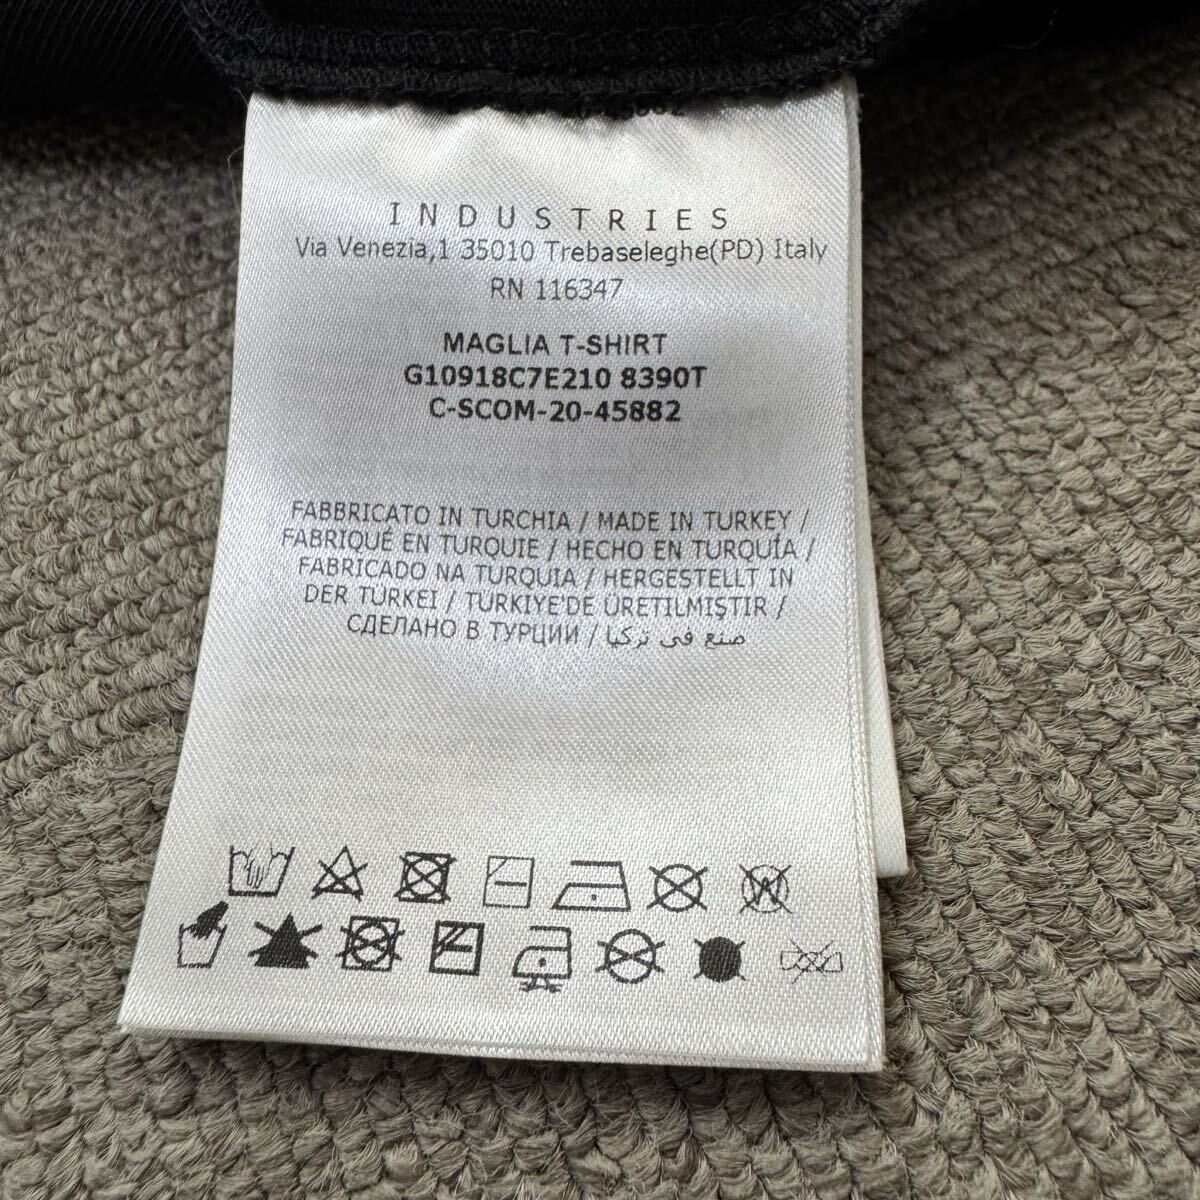 INDUSTRIES
Via Venezia,1 35010 Trebaseleghe(PD) Italy
RN 116347
MAGLIA T-SHIRT
G10918C7E210 8390T
C-SCOM-20-45882
FABBRICATO IN TURCHIA / MADE IN TURKEY /
FABRIQUÉ EN TURQUIE / HECHO EN TURQUÍA /
FABRICADO NA TURQUIA / HERGESTELLT IN
DER TURKEI / TÜRKIYE'DE ÜRETILMIŞTIR /
СДЕЛАНО В ТУРЦИИ / صنع في تركيا
W